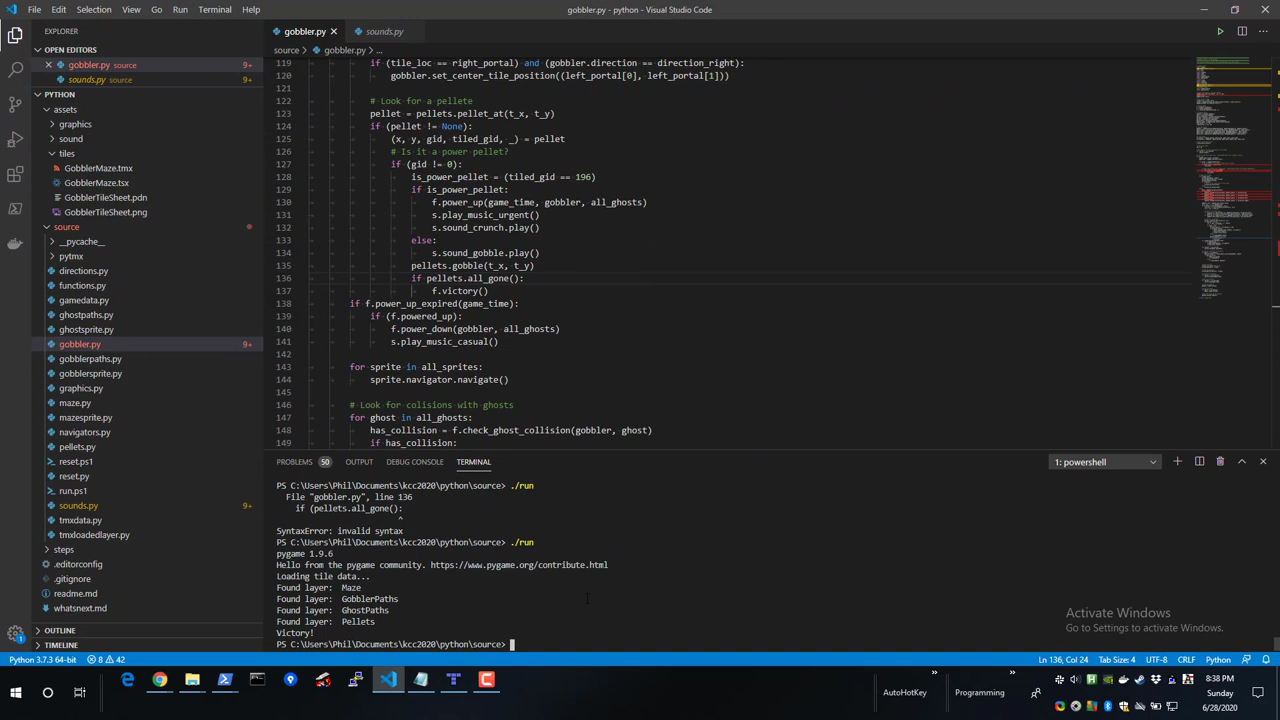 File Edit Selection View Go Run Terminal Help
gobbler.py - python - Visual Studio Code
EXPLORER
OPEN EDITORS
gobbler.py source 9+
sounds.py source 9+
PYTHON
assets
graphics
sound
tiles
GobblerMaze.tmx
GobblerMaze.tsx
GobblerTileSheet.pdn
GobblerTileSheet.png
source
__pycache__
pytmx
directions.py
functions.py
gamedata.py
ghostpaths.py
ghostsprite.py
gobbler.py 9+
gobblerpaths.py
gobblersprite.py
graphics.py
maze.py
mazesprite.py
navigators.py
pellets.py
reset.ps1
reset.py
run.ps1
sounds.py 9+
tmxdata.py
tmxloadedlayer.py
steps
.editorconfig
.gitignore
readme.md
whatsnext.md
OUTLINE
TIMELINE
gobbler.py
sounds.py
source > gobbler.py > ...
119 if (tile_loc == right_portal) and (gobbler.direction == direction_right):
120 gobbler.set_center_tile_position((left_portal[0], left_portal[1]))
121
122 # Look for a pellete
123 pellet = pellets.pellet_at(t_x, t_y)
124 if (pellet != None):
125 (x, y, gid, tiled_gid, _) = pellet
126 # Is it a power pellet?
127 if (gid != 0):
128 is_power_pellet = (tiled_gid == 196)
129 if is_power_pellet:
130 f.power_up(game_time, gobbler, all_ghosts)
131 s.play_music_urgent()
132 s.sound_crunch.play()
133 else:
134 s.sound_gobble.play()
135 pellets.gobble(t_x, t_y)
136 if pellets.all_gone():
137 f.victory()
138 if f.power_up_expired(game_time):
139 if (f.powered_up):
140 f.power_down(gobbler, all_ghosts)
141 s.play_music_casual()
142
143 for sprite in all_sprites:
144 sprite.navigator.navigate()
145
146 # Look for colisions with ghosts
147 for ghost in all_ghosts:
148 has_collision = f.check_ghost_collision(gobbler, ghost)
149 if has_collision:
PROBLEMS 50 OUTPUT DEBUG CONSOLE TERMINAL
1: powershell
PS C:\Users\Phil\Documents\kcc2020\python\source> ./run
File "gobbler.py", line 136
if (pellets.all_gone():
^
SyntaxError: invalid syntax
PS C:\Users\Phil\Documents\kcc2020\python\source> ./run
pygame 1.9.6
Hello from the pygame community. https://www.pygame.org/contribute.html
Loading tile data...
Found layer: Maze
Found layer: GobblerPaths
Found layer: GhostPaths
Found layer: Pellets
Victory!
PS C:\Users\Phil\Documents\kcc2020\python\source>
Activate Windows
Go to Settings to activate Windows.
Python 3.7.3 64-bit 8 42
Ln 136, Col 24 Tab Size: 4 UTF-8 CRLF Python
AutoHotKey
Programming
8:38 PM
Sunday
6/28/2020